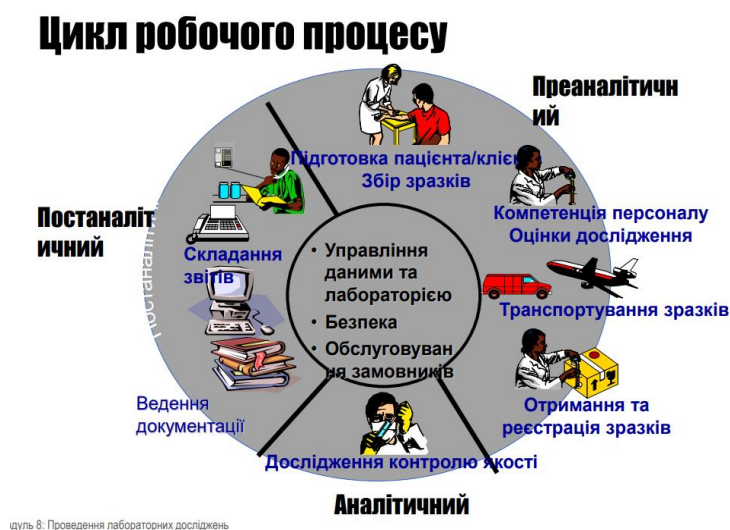 Цикл робочого процесу
Преаналітичн
ий
Підготовка пацієнта/клієн
Збір зразків
Компетенція персоналу
Оцінки дослідження
Постаналіт
ичний
Складання
звітів
• Управління
даними та
лабораторією
• Безпека
• Обслуговуван
ня замовників
Транспортування зразків
Отримання та
реєстрація зразків
Ведення
документації
Дослідження контролю якості
Аналітичний
дуль 8: Проведення лабораторних досліджень